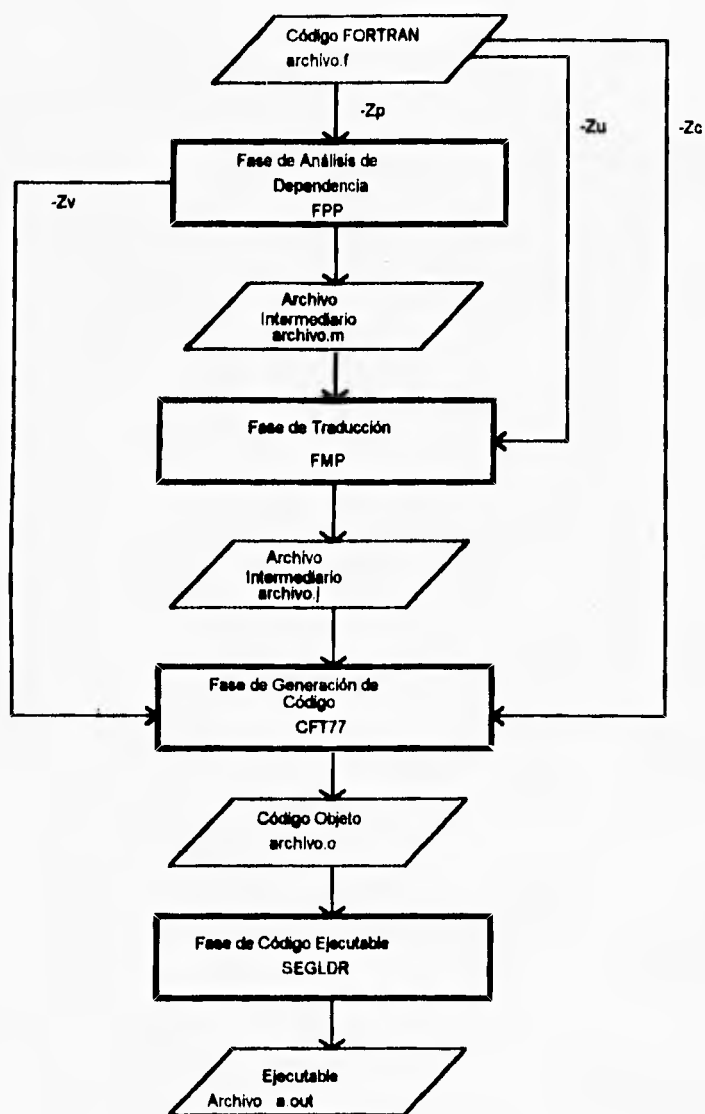 Código FORTRAN
archivo.f
-Zp
-Zu
-Zc
Fase de Análisis de
Dependencia
FPP
-Zv
Archivo
Intermediario
archivo.m
Fase de Traducción
FMP
Archivo
Intermediario
archivo.j
Fase de Generación de
Código
CFT77
Código Objeto
archivo.o
Fase de Código Ejecutable
SEGLDR
Ejecutable
Archivo a.out